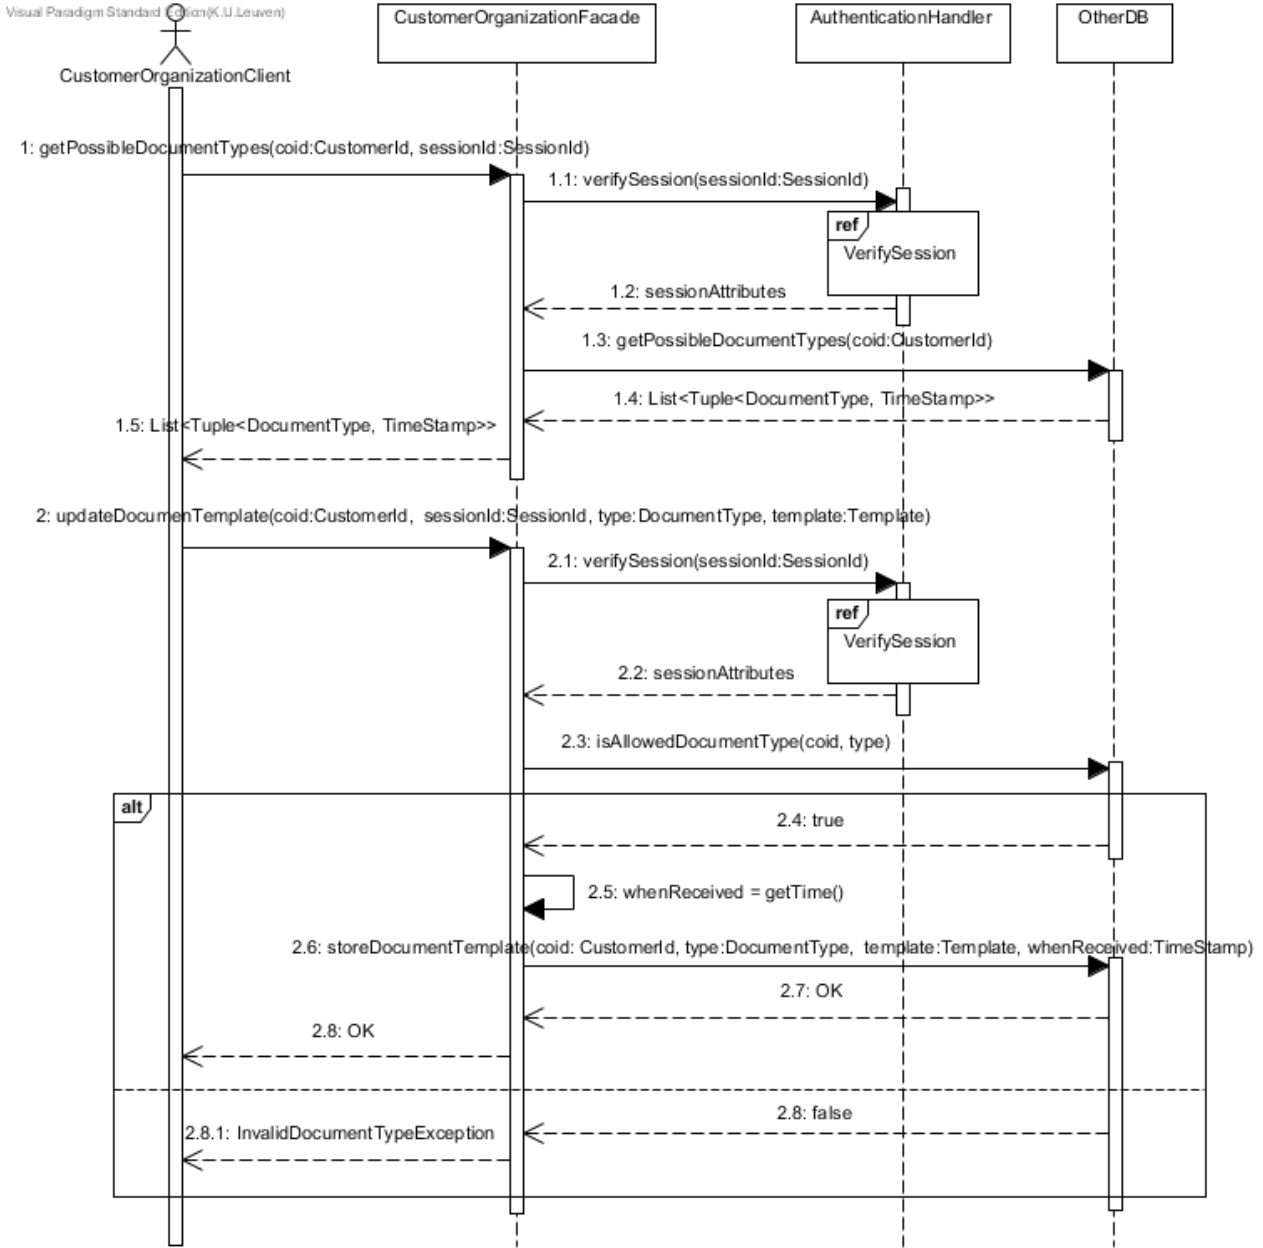 Visual Paradigm Standard Edition(K.U.Leuven)
CustomerOrganizationFacade
AuthenticationHandler
OtherDB
CustomerOrganizationClient
1: getPossibleDocumentTypes(coid:CustomerId, sessionId:SessionId)
1.1: verifySession(sessionId:SessionId)
ref
VerifySession
1.2: sessionAttributes
1.3: getPossibleDocumentTypes(coid:CustomerId)
1.4: List<Tuple<DocumentType, TimeStamp>>
1.5: List<Tuple<DocumentType, TimeStamp>>
2: updateDocumenTemplate(coid:CustomerId, sessionId:SessionId, type:DocumentType, template:Template)
2.1: verifySession(sessionId:SessionId)
ref
VerifySession
2.2: sessionAttributes
2.3: isAllowedDocumentType(coid, type)
alt
2.4: true
2.5: whenReceived = getTime()
2.6: storeDocumentTemplate(coid: CustomerId, type:DocumentType, template:Template, whenReceived:TimeStamp)
2.7: OK
2.8: OK
2.8: false
2.8.1: InvalidDocumentTypeException